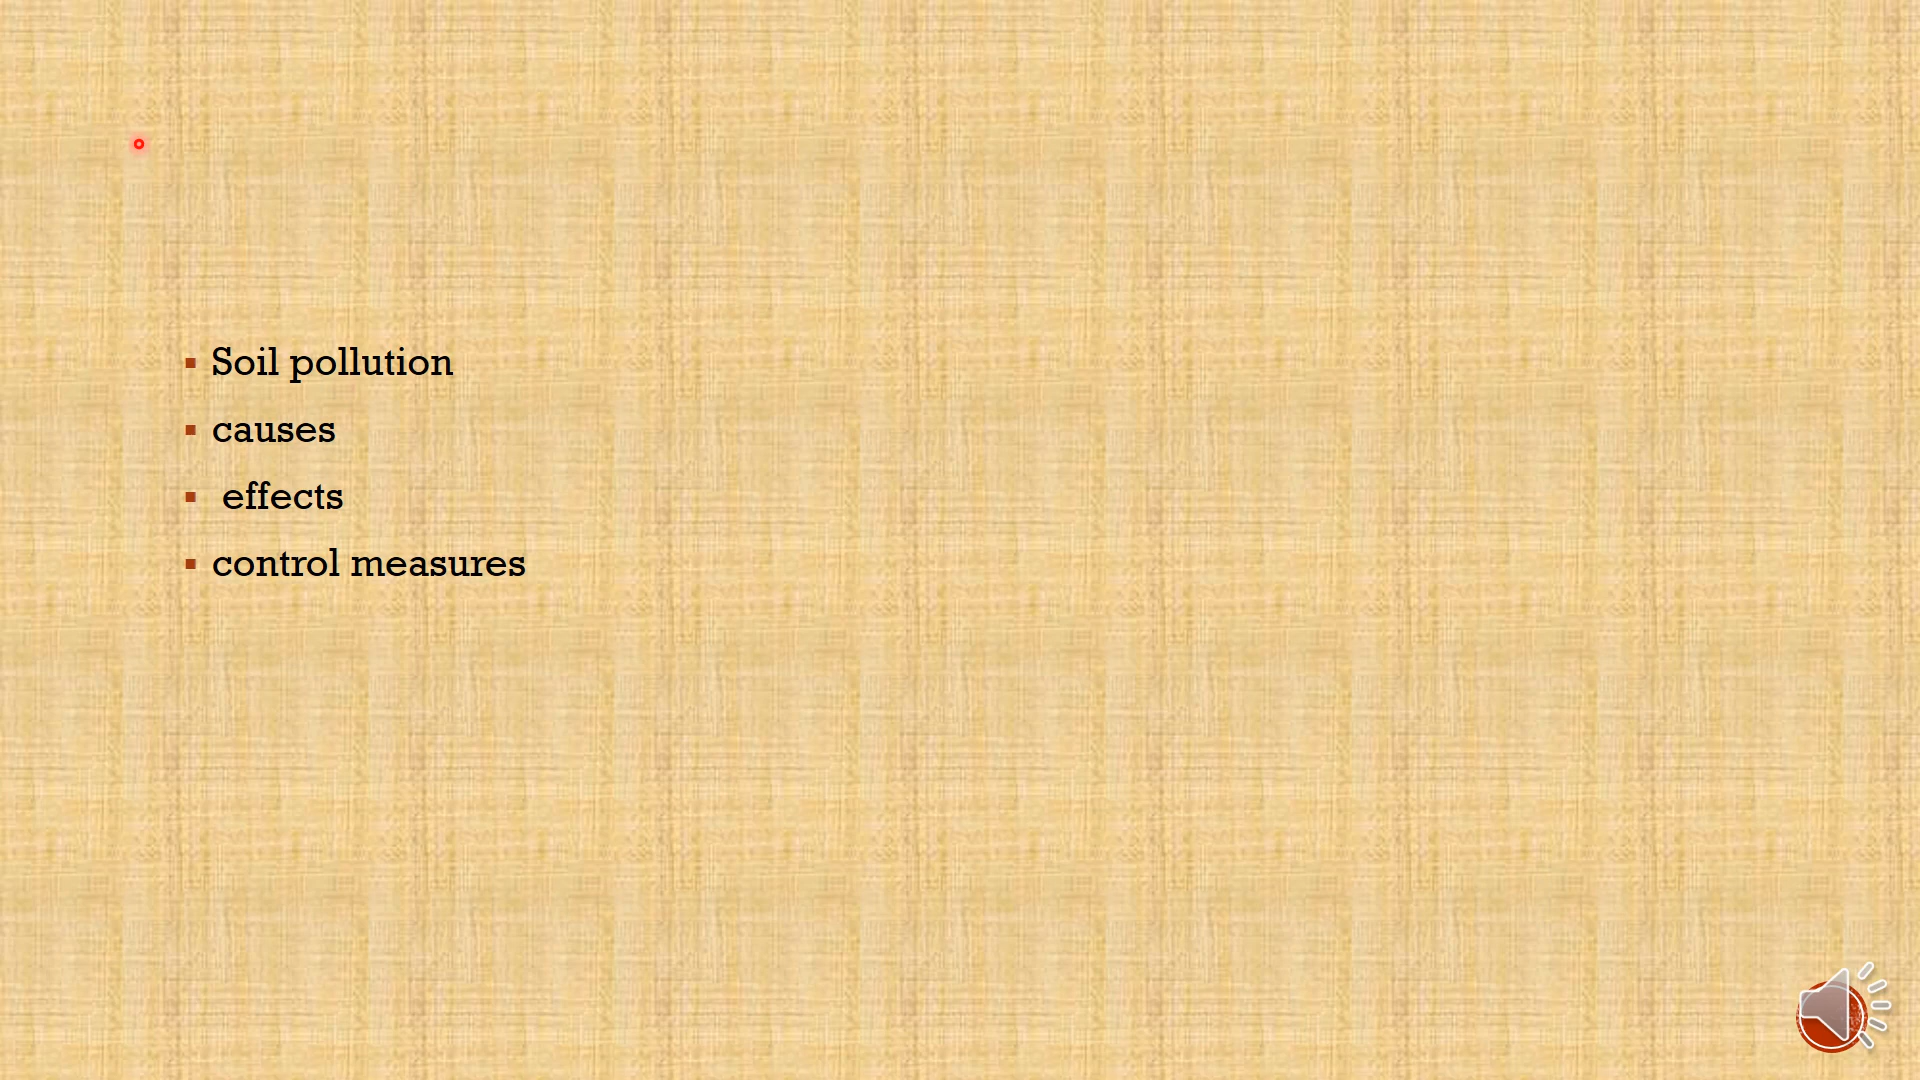 Soil pollution
causes
effects
control measures